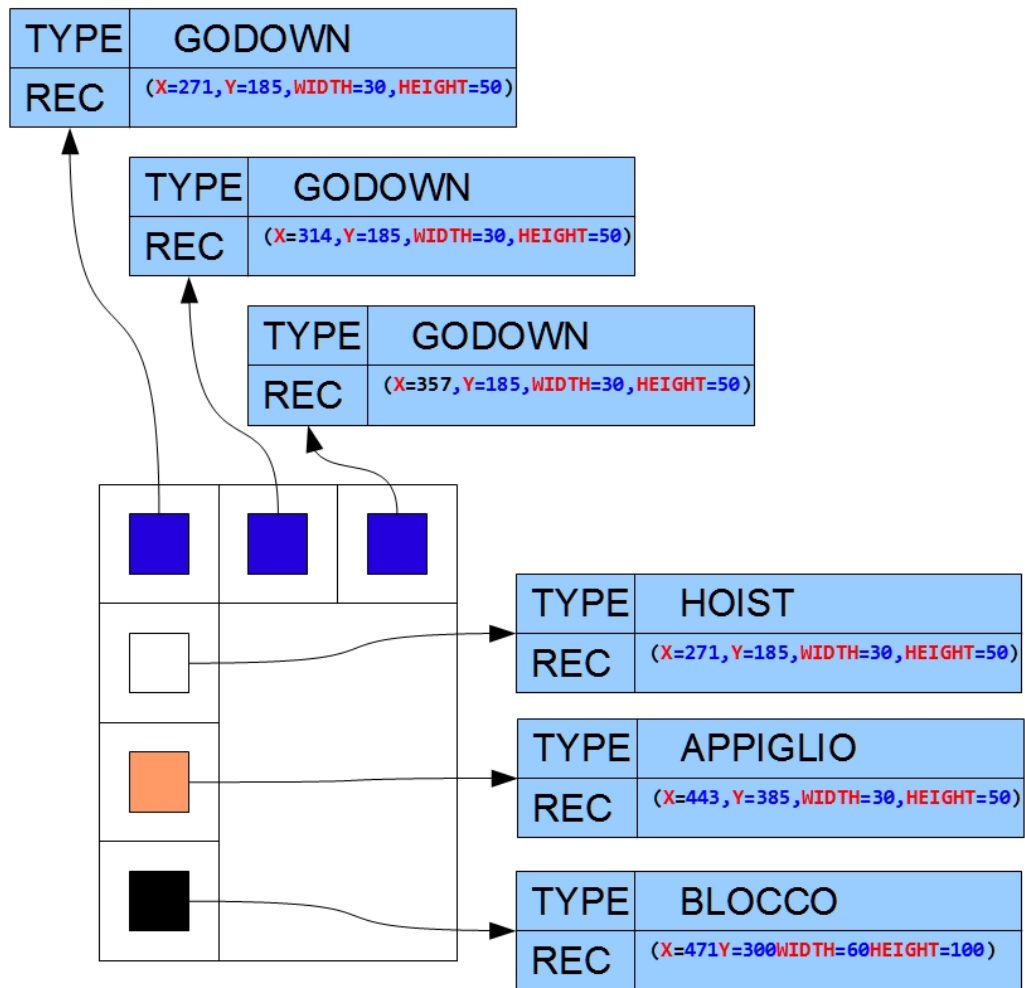 TYPE GODOWN
REC (X=271,Y=185,WIDTH=30,HEIGHT=50)
TYPE GODOWN
REC (X=314,Y=185,WIDTH=30,HEIGHT=50)
TYPE GODOWN
REC (X=357,Y=185,WIDTH=30,HEIGHT=50)
TYPE HOIST
REC (X=271,Y=185,WIDTH=30,HEIGHT=50)
TYPE APPIGLIO
REC (X=443,Y=385,WIDTH=30,HEIGHT=50)
TYPE BLOCCO
REC (X=471Y=300WIDTH=60HEIGHT=100)